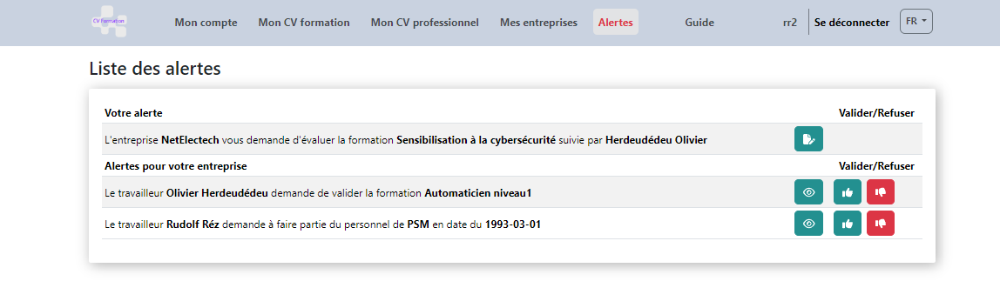 CV Formation
Mon compte Mon CV formation Mon CV professionnel Mes entreprises Alertes Guide rr2 Se déconnecter FR
Liste des alertes
Votre alerte Valider/Refuser
L'entreprise NetElectech vous demande d'évaluer la formation Sensibilisation à la cybersécurité suivie par Herdeudédeu Olivier
Alertes pour votre entreprise Valider/Refuser
Le travailleur Olivier Herdeudédeu demande de valider la formation Automaticien niveau1
Le travailleur Rudolf Réz demande à faire partie du personnel de PSM en date du 1993-03-01